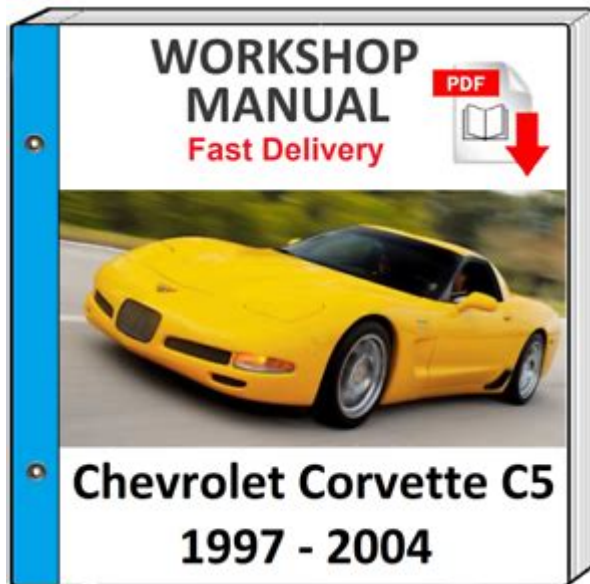 WORKSHOP
MANUAL
Fast Delivery
PDF
Chevrolet Corvette C5
1997 - 2004